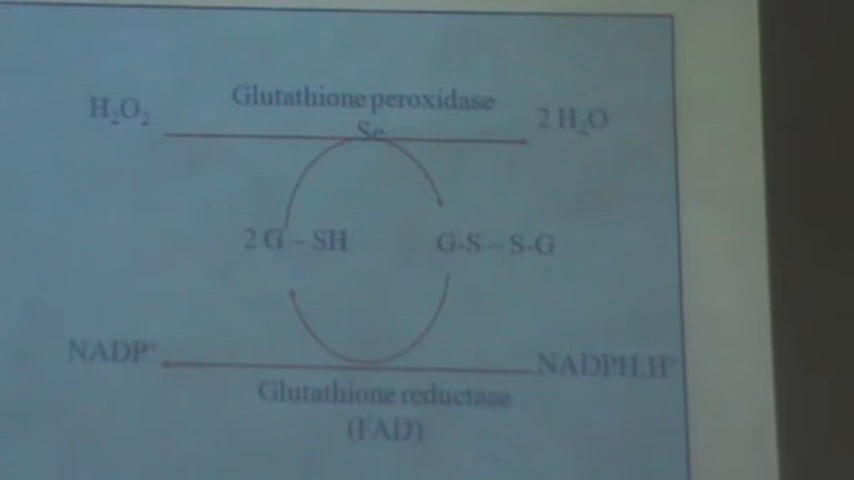 Glutathione peroxidase
H₂O₂
Se
2 H₂O
2 G – SH
G-S – S-G
NADP⁺
NADPH,H⁺
Glutathione reductase
(FAD)